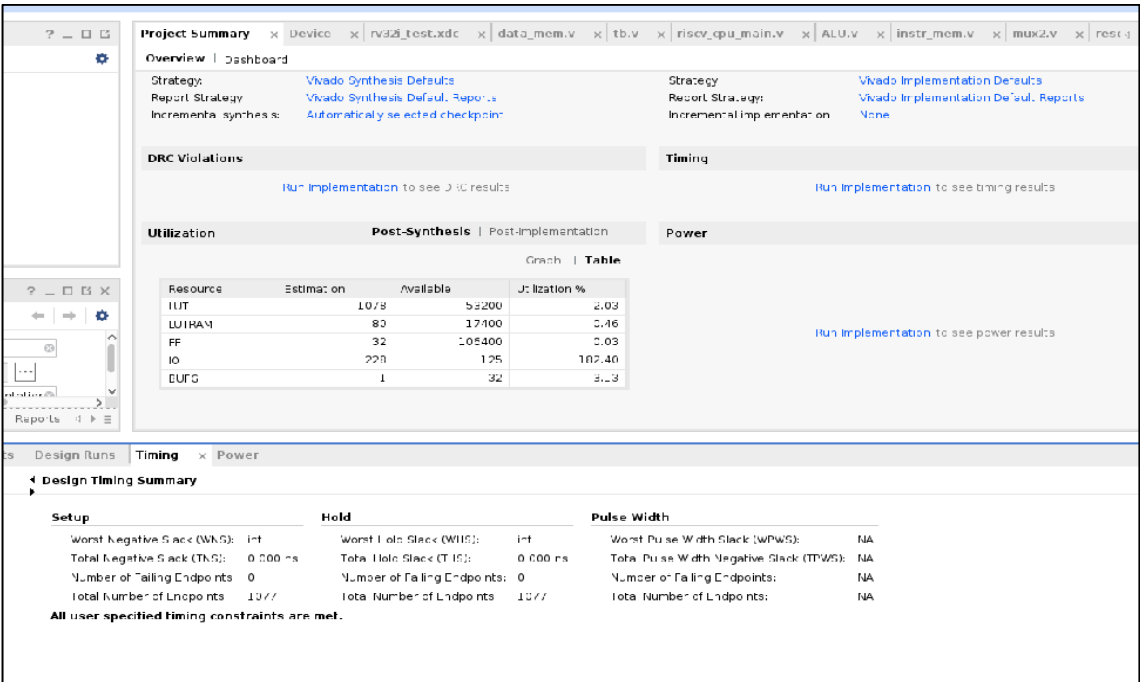 Project Summary × Device × rv32i_test.xdc × data_mem.v × tb.v × riscv_cpu_main.v × ALU.v × instr_mem.v × mux2.v ×
Overview | Dashboard
Strategy: Vivado Synthesis Defaults
Report Strategy Vivado Synthesis Default Reports
Incremental synthesis: Automatically selected checkpoint
Strategy Vivado Implementation Defaults
Report Strategy: Vivado Implementation Default Reports
Incremental implementation None
DRC Violations
Run Implementation to see DRC results
Timing
Run Implementation to see timing results
Utilization Post-Synthesis | Post-Implementation
Graph | Table
Resource Estimation Available Utilization %
LUT 1078 53200 2.03
LUTRAM 80 17400 0.46
FF 32 106400 0.03
IO 228 125 182.40
BUFG 1 32 3.13
Power
Run Implementation to see power results
Reports
Design Runs Timing × Power
Design Timing Summary
Setup
Worst Negative Slack (WNS): inf
Total Negative Slack (TNS): 0.000 ns
Number of Failing Endpoints 0
Total Number of Endpoints 1077
Hold
Worst Hold Slack (WHS): inf
Total Hold Slack (THS): 0.000 ns
Number of Failing Endpoints: 0
Total Number of Endpoints 1077
Pulse Width
Worst Pulse Width Slack (WPWS): NA
Total Pulse Width Negative Slack (TPWS): NA
Number of Failing Endpoints: NA
Total Number of Endpoints: NA
All user specified timing constraints are met.